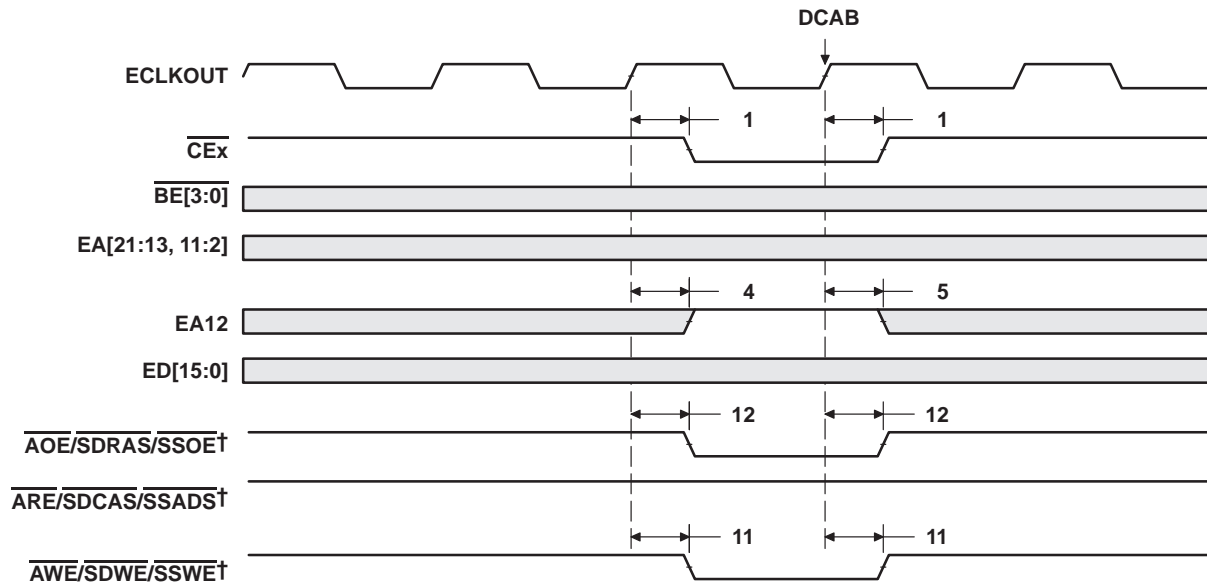 DCAB
ECLKOUT
1 1
CEx
BE[3:0]
EA[21:13, 11:2]
4 5
EA12
ED[15:0]
12 12
AOE/SDRAS/SSOE†
ARE/SDCAS/SSADS†
11 11
AWE/SDWE/SSWE†